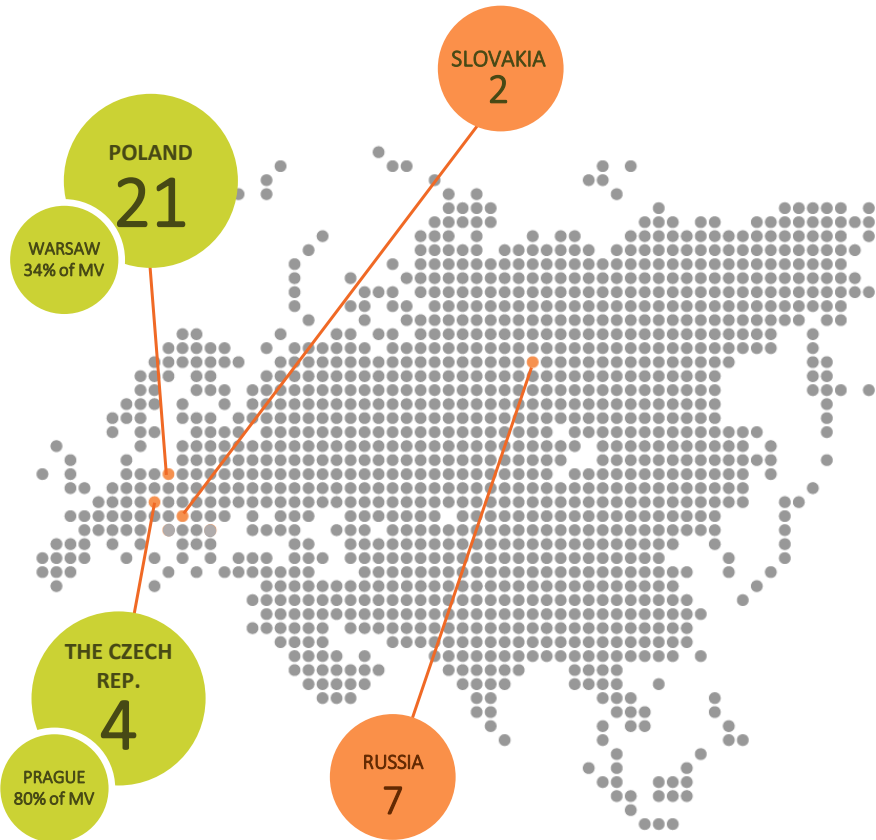 SLOVAKIA
2
POLAND
21
WARSAW
34% of MV
THE CZECH
REP.
4
PRAGUE
80% of MV
RUSSIA
7